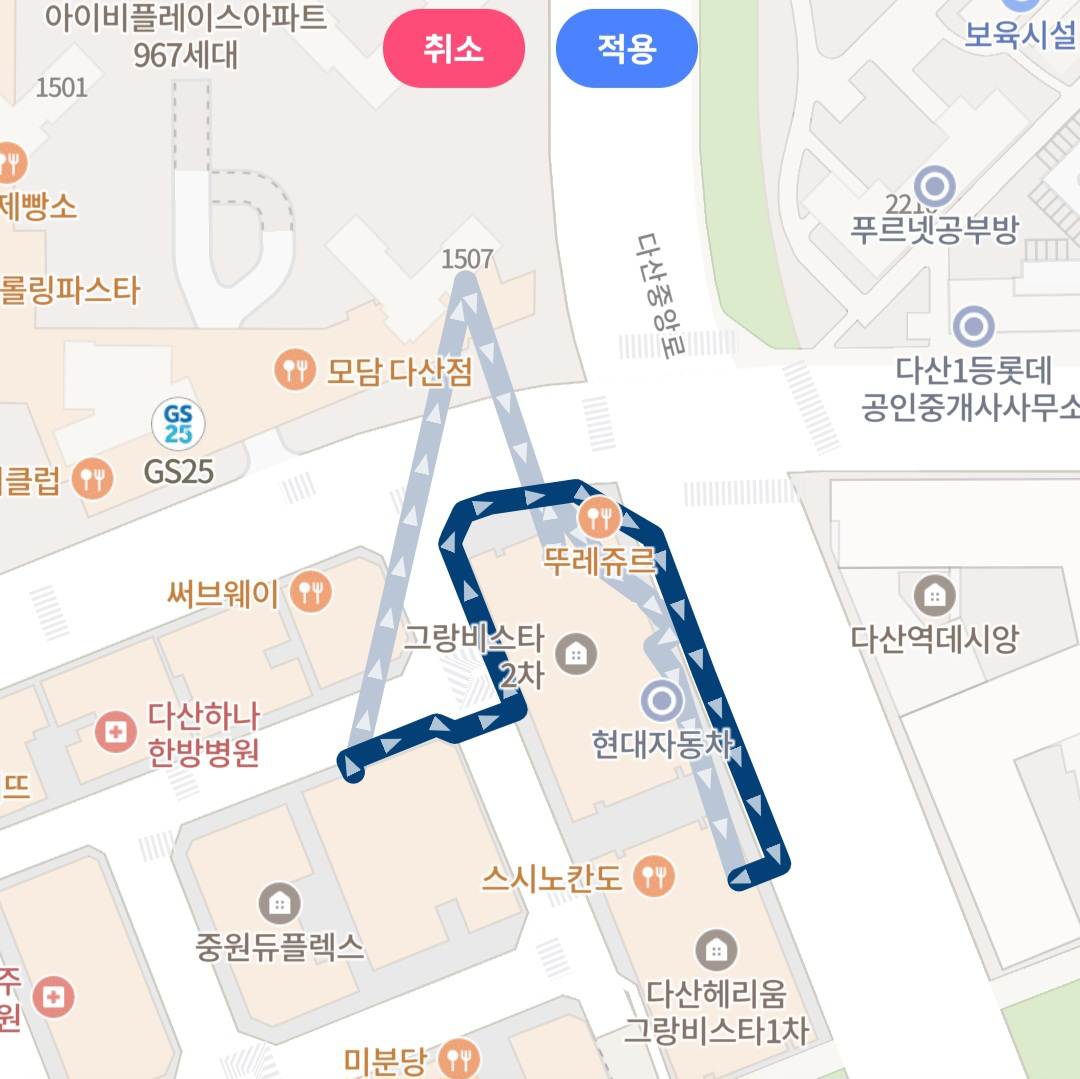 아이비플레이스아파트
967세대
취소
적용
보육시설
1501
제빵소
2210
푸르넷공부방
1507
다산중앙로
롤링파스타
모담 다산점
다산1등롯데
공인중개사사무소
GS
25
GS25
클럽
뚜레쥬르
써브웨이
그랑비스타
2차
다산역데시앙
다산하나
한방병원
현대자동차
뜨
스시노칸도
중원듀플렉스
주
원
다산헤리움
그랑비스타1차
미분당